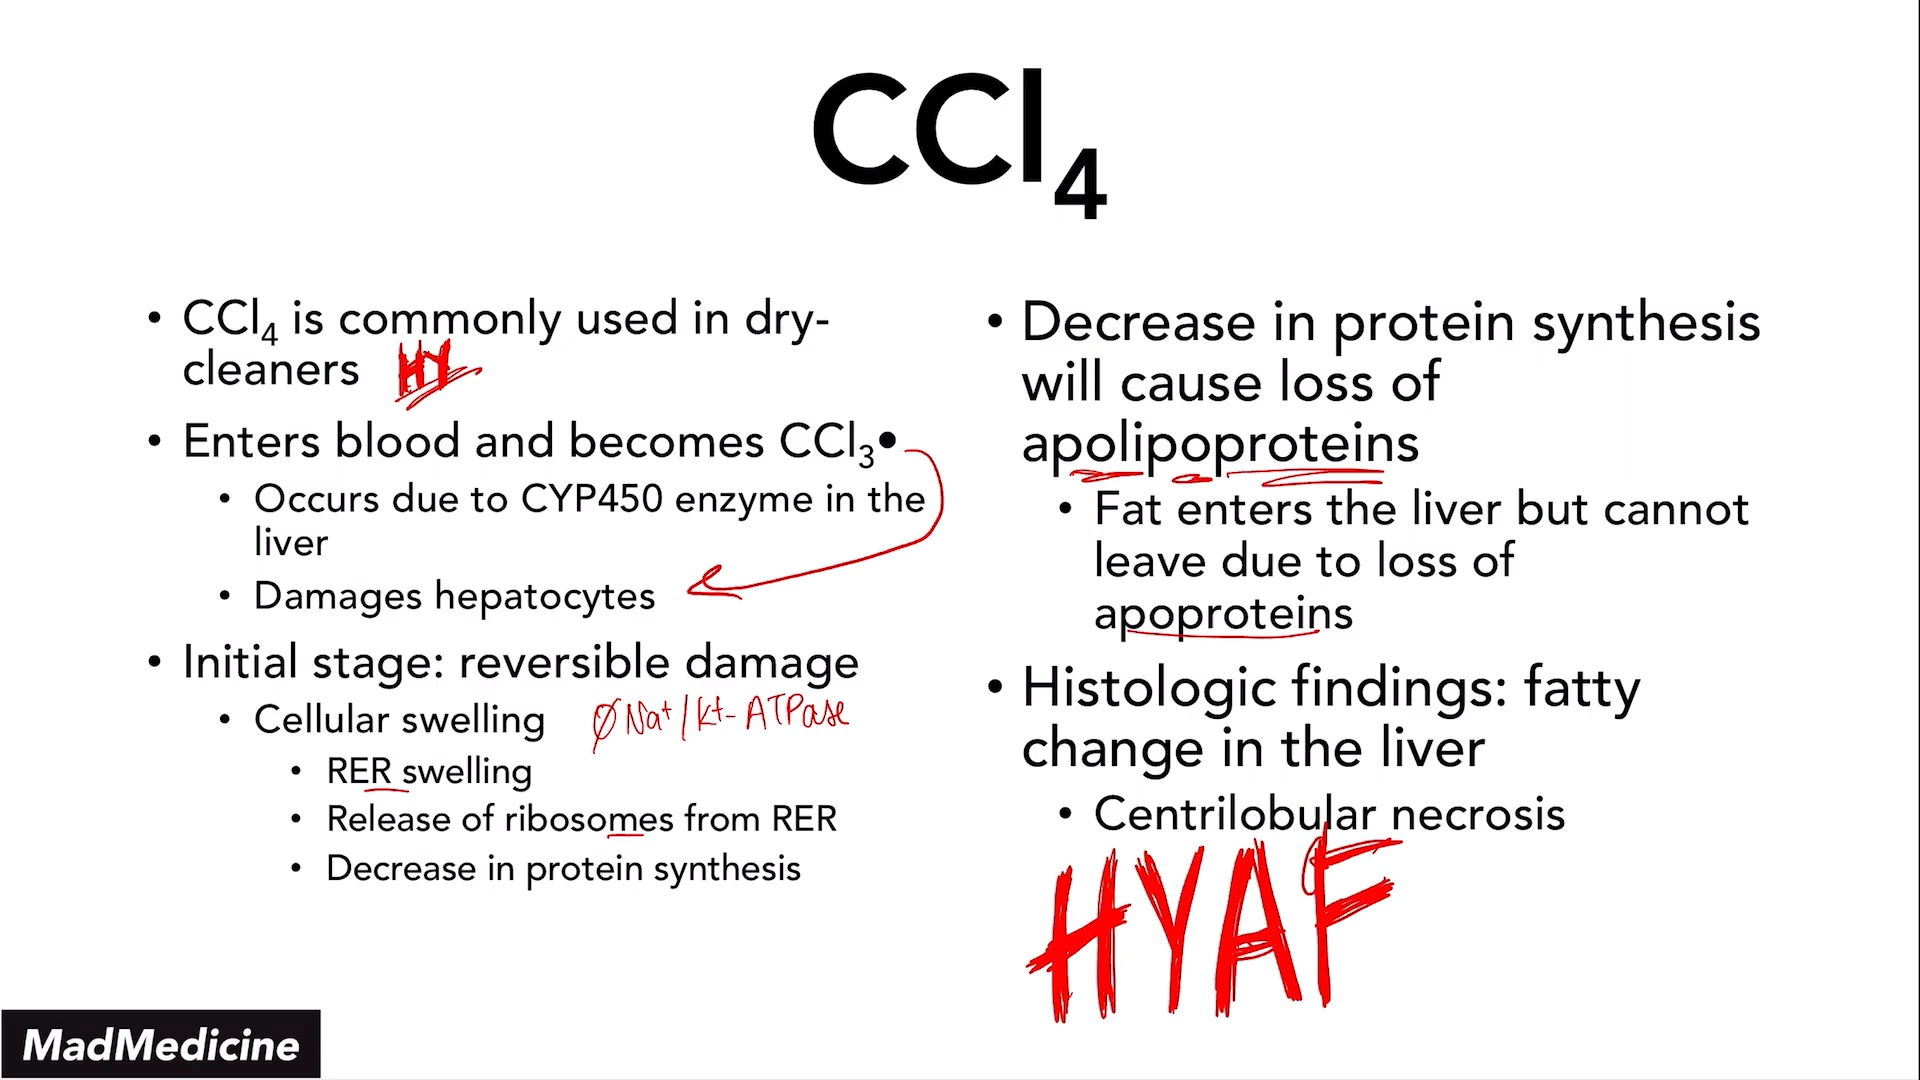 CCl₄
• CCl₄ is commonly used in dry-
cleaners HY
• Enters blood and becomes CCl₃•
• Occurs due to CYP450 enzyme in the
liver
• Damages hepatocytes
• Initial stage: reversible damage
• Cellular swelling ∅ Na⁺/K⁺-ATPase
• RER swelling
• Release of ribosomes from RER
• Decrease in protein synthesis
• Decrease in protein synthesis
will cause loss of
apolipoproteins
• Fat enters the liver but cannot
leave due to loss of
apoproteins
• Histologic findings: fatty
change in the liver
• Centrilobular necrosis
HYAF
MadMedicine